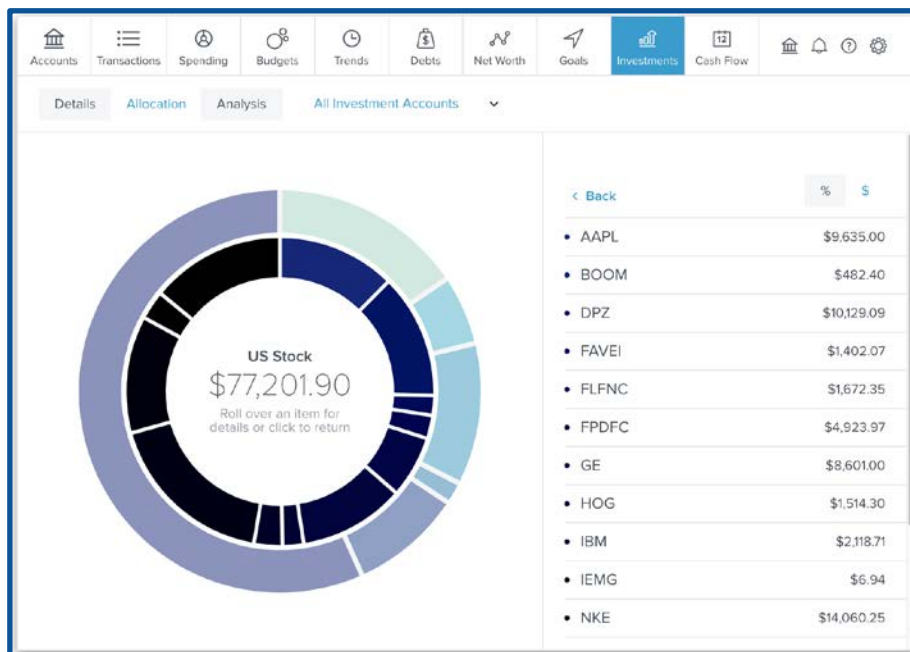 Accounts
Transactions
Spending
Budgets
Trends
Debts
Net Worth
Goals
Investments
12
Cash Flow
Details
Allocation
Analysis
All Investment Accounts
< Back
%
$
US Stock
$77,201.90
Roll over an item for
details or click to return
AAPL $9,635.00
BOOM $482.40
DPZ $10,129.09
FAVEI $1,402.07
FLFNC $1,672.35
FPDFC $4,923.97
GE $8,601.00
HOG $1,514.30
IBM $2,118.71
IEMG $6.94
NKE $14,060.25